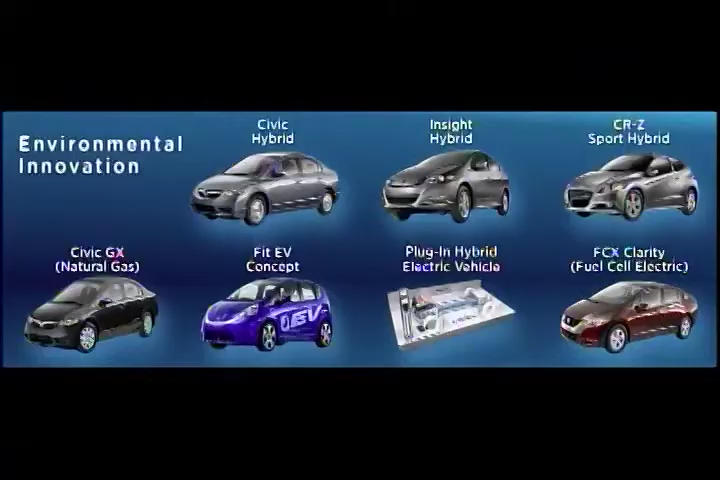 Environmental
Innovation
Civic
Hybrid
Insight
Hybrid
CR-Z
Sport Hybrid
Civic GX
(Natural Gas)
Fit EV
Concept
Plug-In Hybrid
Electric Vehicle
FCX Clarity
(Fuel Cell Electric)
EV